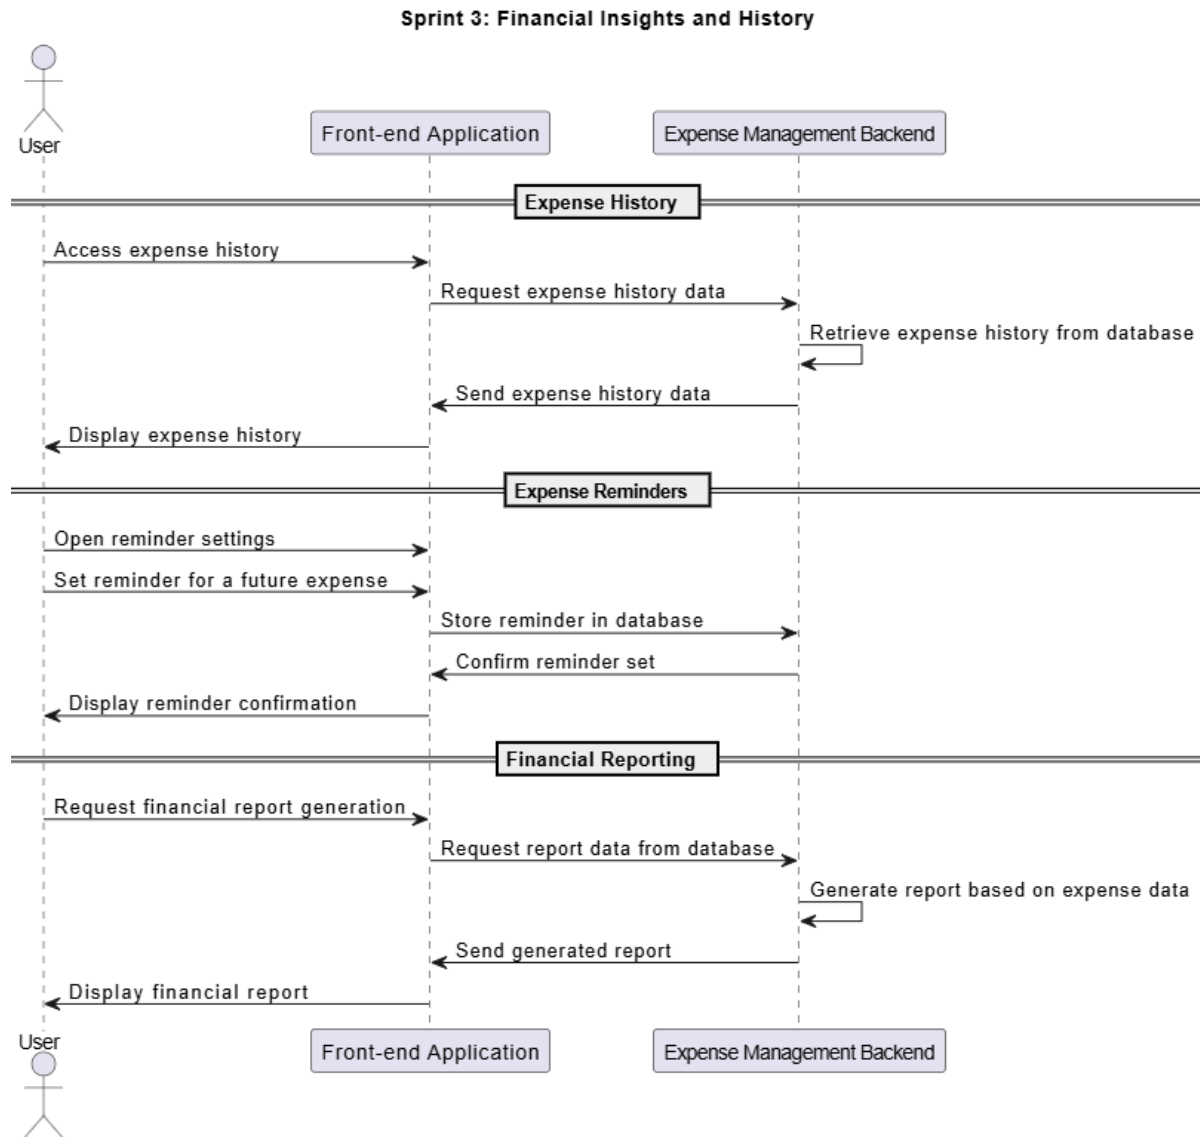 Sprint 3: Financial Insights and History
User
Front-end Application
Expense Management Backend
Expense History
Access expense history
Request expense history data
Retrieve expense history from database
Send expense history data
Display expense history
Expense Reminders
Open reminder settings
Set reminder for a future expense
Store reminder in database
Confirm reminder set
Display reminder confirmation
Financial Reporting
Request financial report generation
Request report data from database
Generate report based on expense data
Send generated report
Display financial report
User
Front-end Application
Expense Management Backend